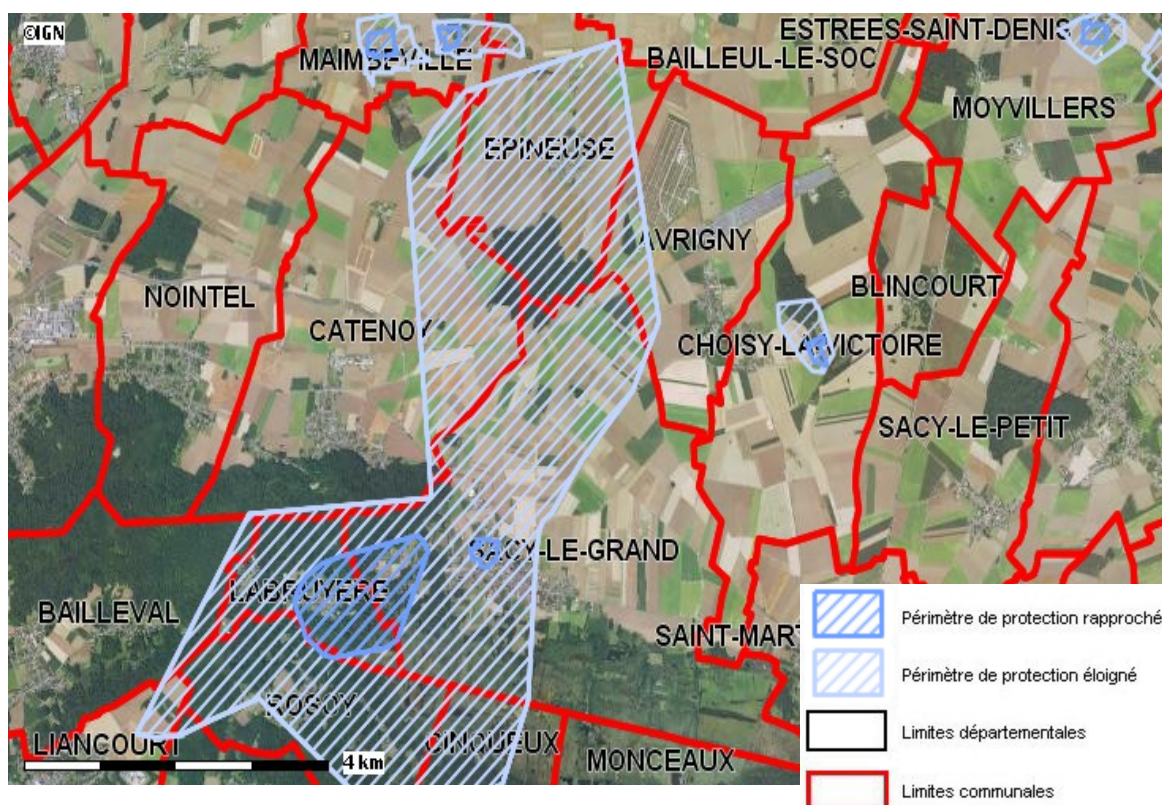 ©IGN
ESTREES-SAINT-DENIS
MAIMBEVILLE
BAILLEUL-LE-SOC
MOYVILLERS
EPINEUSE
AVRIGNY
NOINTEL
BLINCOURT
CATENOY
CHOISY-LA-VICTOIRE
SACY-LE-PETIT
SACY-LE-GRAND
LABRUYERE
BAILLEVAL
SAINT-MART
ROSOY
LIANCOURT
CINQUEUX
MONCEAUX
4 km
Périmètre de protection rapproché
Périmètre de protection éloigné
Limites départementales
Limites communales